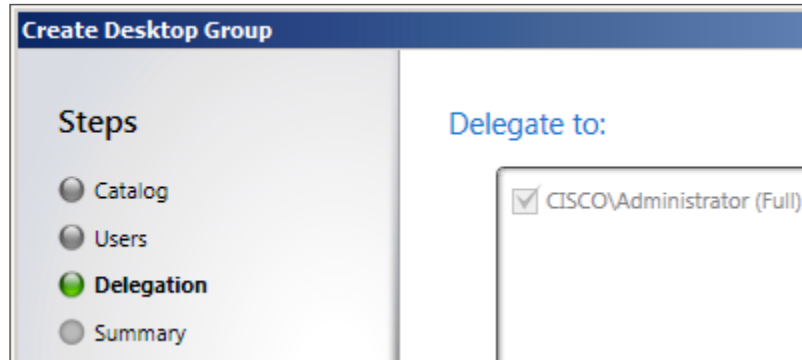 Create Desktop Group
Steps
Catalog
Users
Delegation
Summary
Delegate to:
CISCO\Administrator (Full)